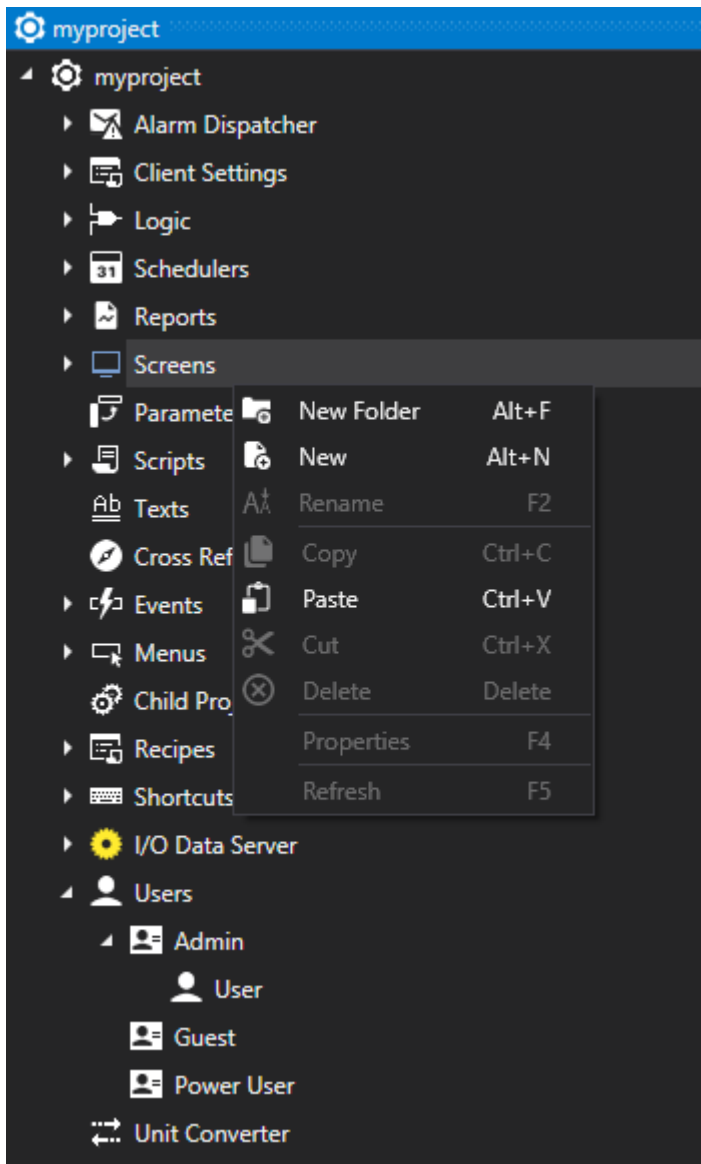 myproject
myproject
Alarm Dispatcher
Client Settings
Logic
31 Schedulers
Reports
Screens
Paramete New Folder Alt+F
Scripts New Alt+N
Ab Texts Rename F2
Cross Ref Copy Ctrl+C
Events Paste Ctrl+V
Menus Cut Ctrl+X
Child Pro Delete Delete
Recipes Properties F4
Shortcuts Refresh F5
I/O Data Server
Users
Admin
User
Guest
Power User
Unit Converter